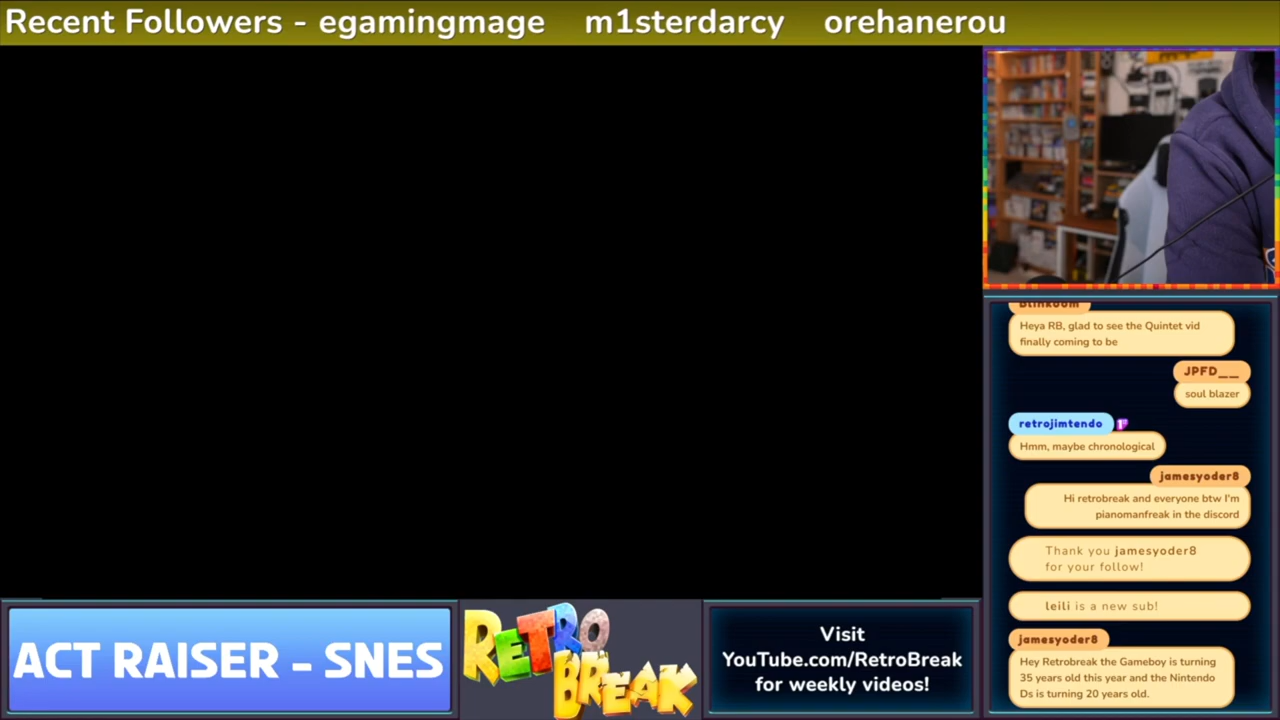 Recent Followers - egamingmage m1sterdarcy orehanerou
Blinkoom
Heya RB, glad to see the Quintet vid
finally coming to be
JPFD__
soul blazer
retrojimtendo
Hmm, maybe chronological
jamesyoder8
Hi retrobreak and everyone btw I'm
pianomanfreak in the discord
Thank you jamesyoder8
for your follow!
leili is a new sub!
jamesyoder8
Hey Retrobreak the Gameboy is turning
35 years old this year and the Nintendo
Ds is turning 20 years old.
ACT RAISER - SNES
RETRO
BREAK
Visit
YouTube.com/RetroBreak
for weekly videos!